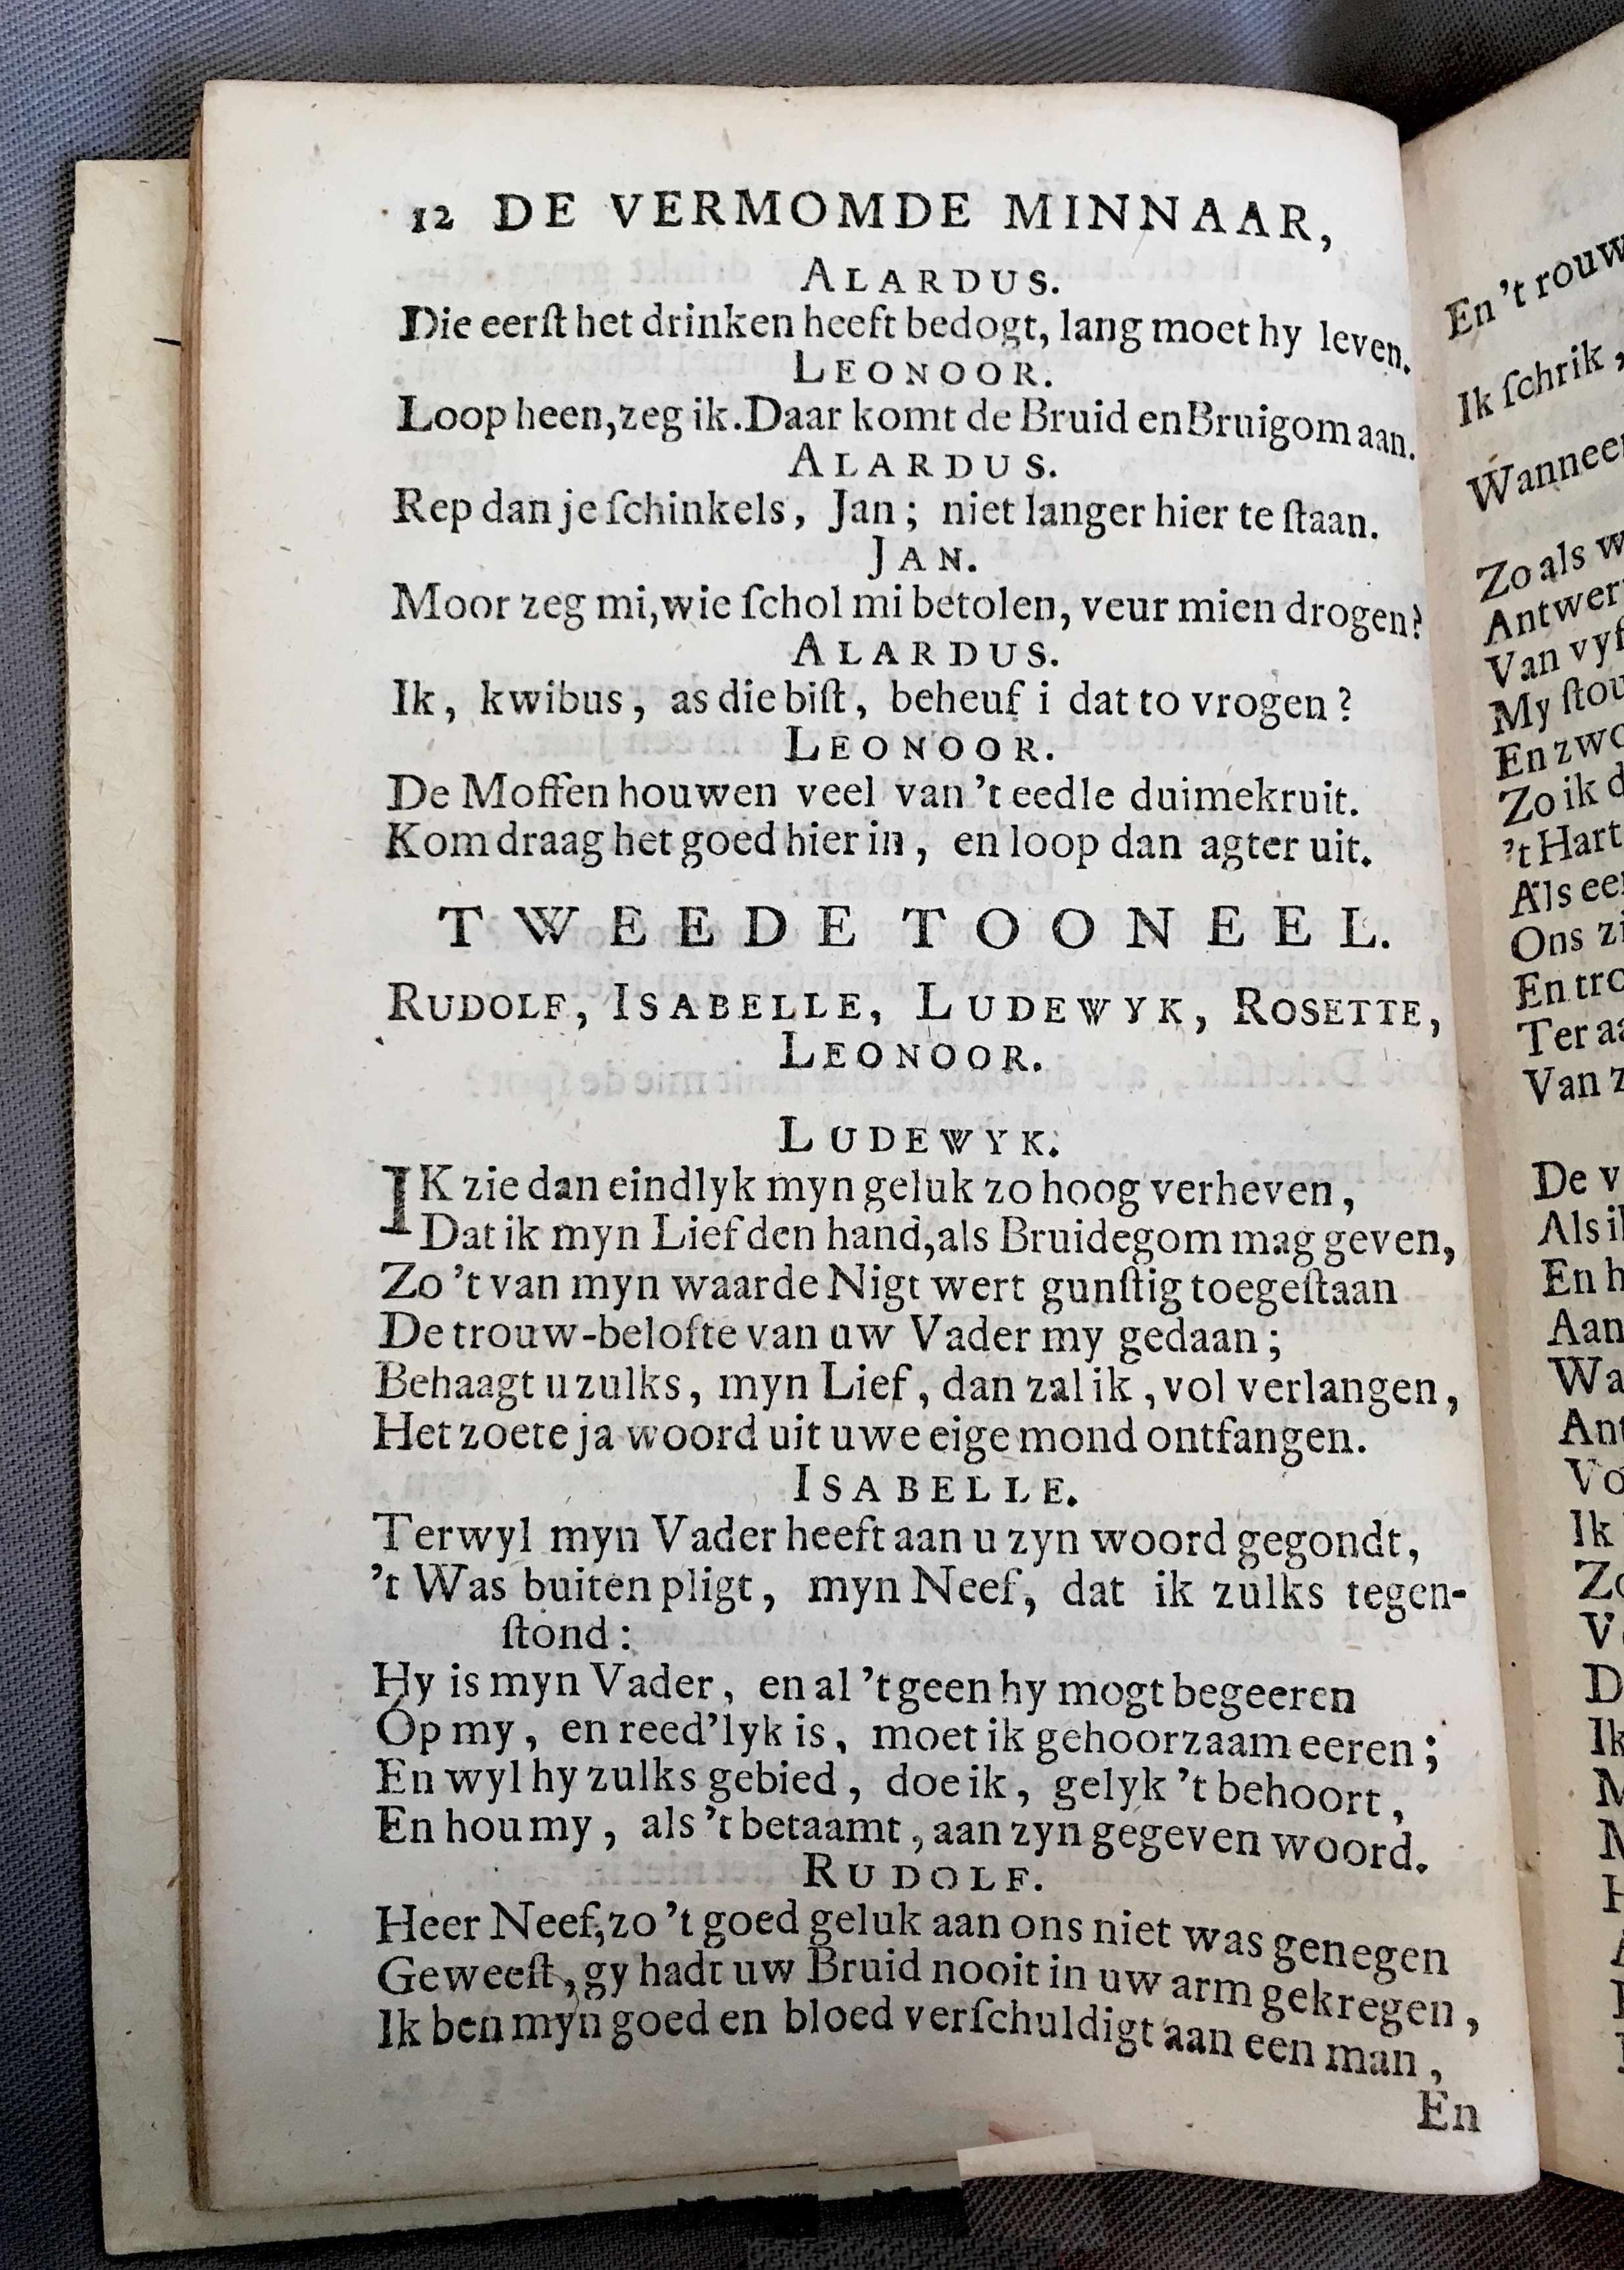 12 DE VERMOMDE MINNAAR,
ALARDUS.
Die eerſt het drinken heeft bedogt, lang moet hy leven.
LEONOOR.
Loop heen, zeg ik. Daar komt de Bruid en Bruigom aan.
ALARDUS.
Rep dan je ſchinkels, Jan; niet langer hier te ſtaan.
JAN.
Moor zeg mi, wie ſchol mi betolen, veur mien drogen?
ALARDUS.
Ik, kwibus, as die biſt, beheuf i dat to vrogen?
LEONOOR.
De Moffen houwen veel van 't eedle duimekruit.
Kom draag het goed hier in, en loop dan agter uit.
TWEEDE TOONEEL.
RUDOLF, ISABELLE, LUDEWYK, ROSETTE,
LEONOOR.
LUDEWYK.
IK zie dan eindlyk myn geluk zo hoog verheven,
Dat ik myn Lief den hand, als Bruidegom mag geven,
Zo 't van myn waarde Nigt wert gunſtig toegeſtaan
De trouw-belofte van uw Vader my gedaan;
Behaagt u zulks, myn Lief, dan zal ik, vol verlangen,
Het zoete ja woord uit uwe eige mond ontfangen.
ISABELLE.
Terwyl myn Vader heeft aan u zyn woord gegondt,
't Was buiten pligt, myn Neef, dat ik zulks tegen-
ſtond:
Hy is myn Vader, en al 't geen hy mogt begeeren
Op my, en reed'lyk is, moet ik gehoorzaam eeren;
En wyl hy zulks gebied, doe ik, gelyk 't behoort,
En hou my, als 't betaamt, aan zyn gegeven woord.
RUDOLF.
Heer Neef, zo 't goed geluk aan ons niet was genegen
Geweeſt, gy hadt uw Bruid nooit in uw arm gekregen,
Ik ben myn goed en bloed verſchuldigt aan een man,
En
En 't
Ik ſchrik,
Zo als
Van
My
En
Zo ik
't Hart
Als
Ons
En
Ter
Van
De
Als
En
Ik